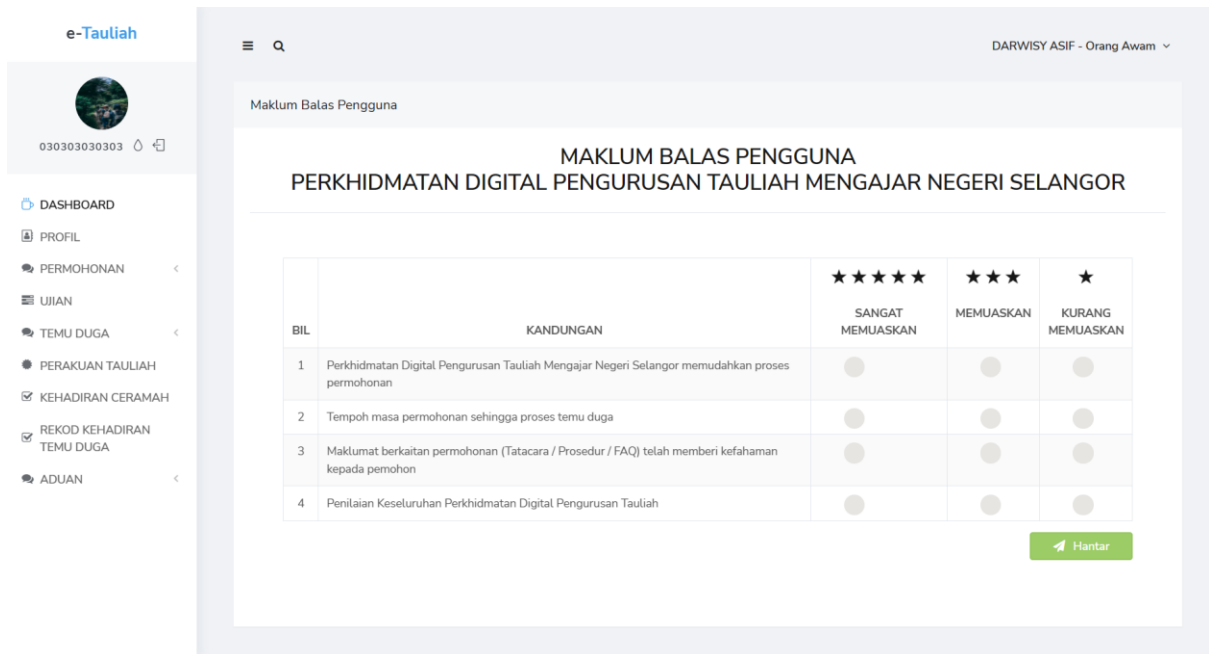 e-Tauliah
DARWISY ASIF - Orang Awam
030303030303
DASHBOARD
PROFIL
PERMOHONAN
UJIAN
TEMU DUGA
PERAKUAN TAULIAH
KEHADIRAN CERAMAH
REKOD KEHADIRAN
TEMU DUGA
ADUAN
Maklum Balas Pengguna
MAKLUM BALAS PENGGUNA
PERKHIDMATAN DIGITAL PENGURUSAN TAULIAH MENGAJAR NEGERI SELANGOR
BIL
KANDUNGAN
SANGAT
MEMUASKAN
MEMUASKAN
KURANG
MEMUASKAN
1 Perkhidmatan Digital Pengurusan Tauliah Mengajar Negeri Selangor memudahkan proses
permohonan
2 Tempoh masa permohonan sehingga proses temu duga
3 Maklumat berkaitan permohonan (Tatacara / Prosedur / FAQ) telah memberi kefahaman
kepada pemohon
4 Penilaian Keseluruhan Perkhidmatan Digital Pengurusan Tauliah
Hantar